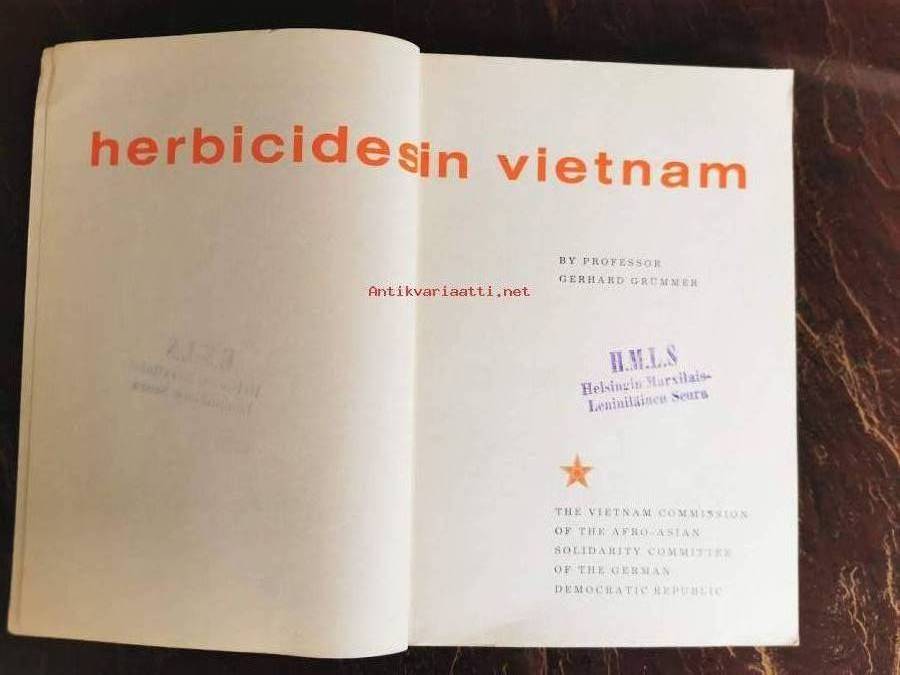 herbicides in vietnam
BY PROFESSOR
GERHARD GRÜMMER
Antikvariaatti.net
H.M.L.S
Helsingin Marxilais-
Leniniläinen Seura
THE VIETNAM COMMISSION
OF THE AFRO-ASIAN
SOLIDARITY COMMITTEE
OF THE GERMAN
DEMOCRATIC REPUBLIC